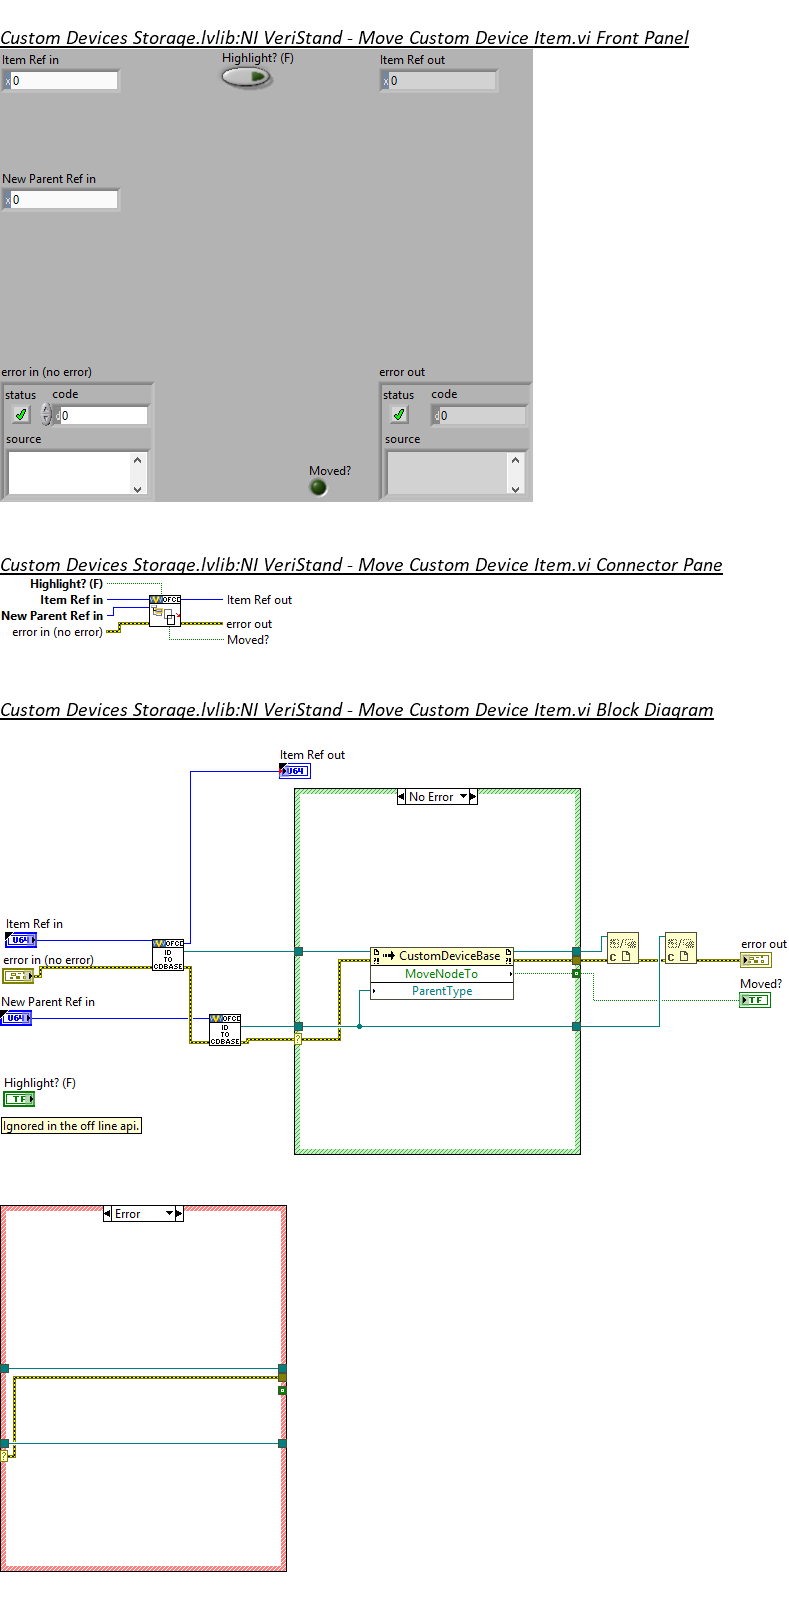 Custom Devices Storage.lvlib:NI VeriStand - Move Custom Device Item.vi Front Panel
Item Ref in
Highlight? (F)
Item Ref out
x 0
x 0
New Parent Ref in
x 0
error in (no error)
error out
status code
status code
d 0
d 0
source
source
Moved?
Custom Devices Storage.lvlib:NI VeriStand - Move Custom Device Item.vi Connector Pane
Highlight? (F)
Item Ref in
OFCE
Item Ref out
New Parent Ref in
error out
error in (no error)
Moved?
Custom Devices Storage.lvlib:NI VeriStand - Move Custom Device Item.vi Block Diagram
Item Ref out
U64
No Error
Item Ref in
U64
OFCE
ID
TO
CDBASE
error in (no error)
CustomDeviceBase
MoveNodeTo
ParentType
?!
?!
C
C
error out
Moved?
TF
New Parent Ref in
U64
OFCE
ID
TO
CDBASE
?
Highlight? (F)
TF
Ignored in the off line api.
Error
?